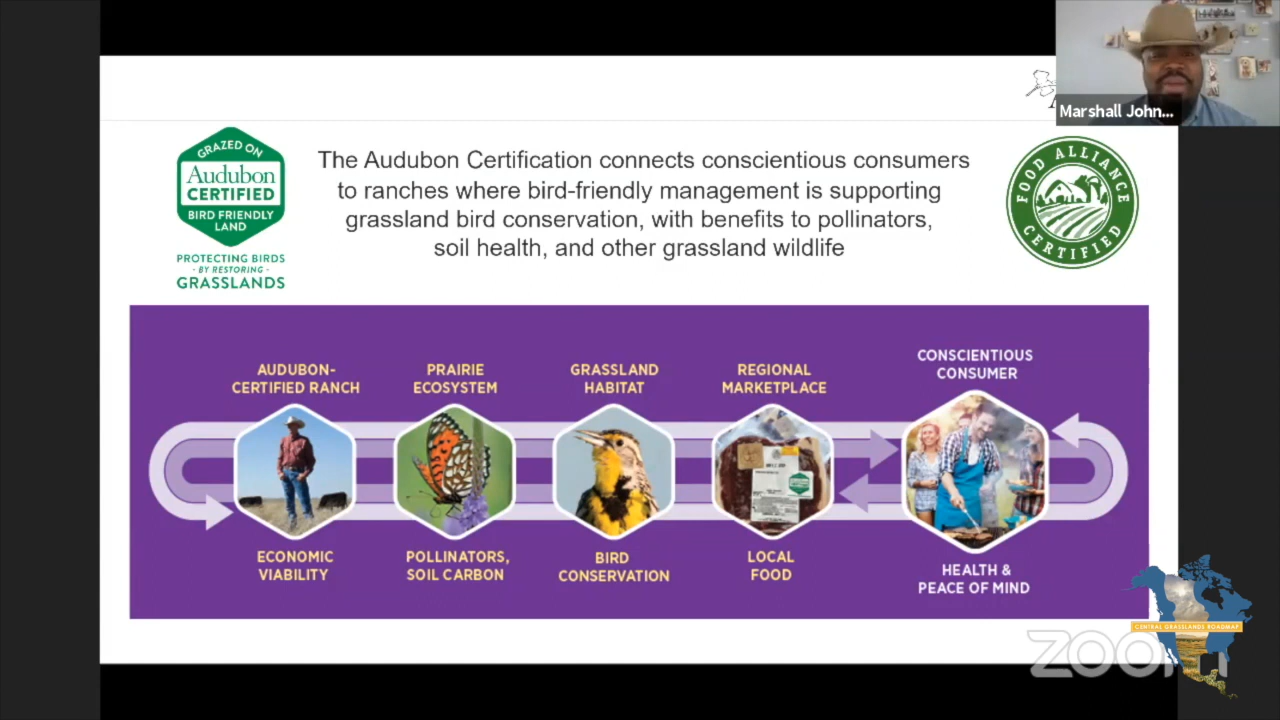 Marshall John...
GRAZED ON
Audubon
CERTIFIED
BIRD FRIENDLY
LAND
PROTECTING BIRDS
- BY RESTORING -
GRASSLANDS
The Audubon Certification connects conscientious consumers
to ranches where bird-friendly management is supporting
grassland bird conservation, with benefits to pollinators,
soil health, and other grassland wildlife
FOOD ALLIANCE
CERTIFIED
AUDUBON-
CERTIFIED RANCH
PRAIRIE
ECOSYSTEM
GRASSLAND
HABITAT
REGIONAL
MARKETPLACE
CONSCIENTIOUS
CONSUMER
ECONOMIC
VIABILITY
POLLINATORS,
SOIL CARBON
BIRD
CONSERVATION
LOCAL
FOOD
HEALTH &
PEACE OF MIND
CENTRAL GRASSLANDS ROADMAP
zoom